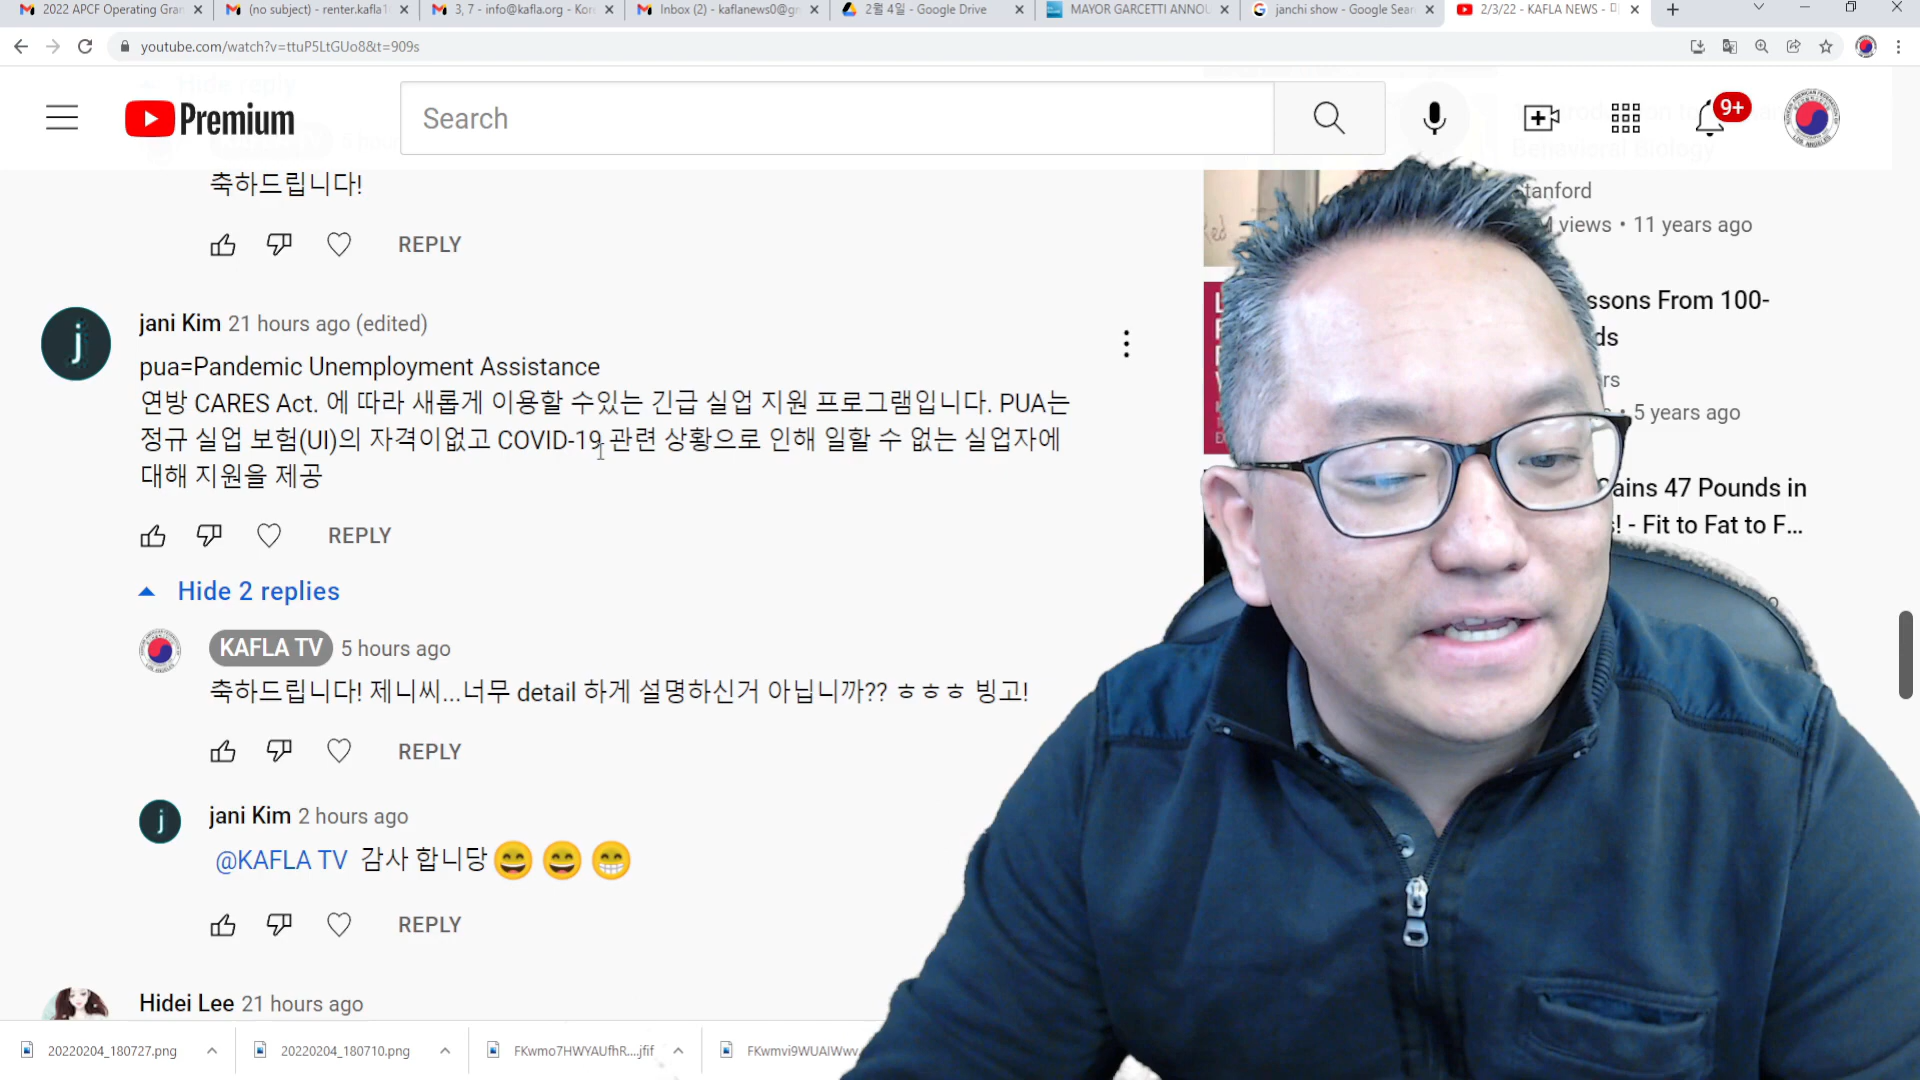 2022 APCF Operating Gran
(no subject) - renter.kafla1
3, 7 - info@kafla.org - Kor
Inbox (2) - kaflanews0@gm
2월 4일 - Google Drive
MAYOR GARCETTI ANNOU
janchi show - Google Sear
2/3/22 - KAFLA NEWS -
youtube.com/watch?v=ttuP5LtGUo8&t=909s
Hide reply
Premium
Search
9+
KAFLA TV
축하드립니다!
REPLY
Behavioral Biology
Stanford
views • 11 years ago
jani Kim 21 hours ago (edited)
pua=Pandemic Unemployment Assistance
연방 CARES Act. 에 따라 새롭게 이용할 수있는 긴급 실업 지원 프로그램입니다. PUA는
정규 실업 보험(UI)의 자격이없고 COVID-19 관련 상황으로 인해 일할 수 없는 실업자에
대해 지원을 제공
REPLY
ssons From 100-
ds
rs
5 years ago
ains 47 Pounds in
! - Fit to Fat to F...
Hide 2 replies
KAFLA TV 5 hours ago
축하드립니다! 제니씨...너무 detail 하게 설명하신거 아닙니까?? ㅎㅎㅎ 빙고!
REPLY
jani Kim 2 hours ago
@KAFLA TV 감사 합니당😄😄😁
REPLY
Hidei Lee 21 hours ago
20220204_180727.png
20220204_180710.png
FKwmo7HWYAUfhR....jfif
FKwmvi9WUAIWwv